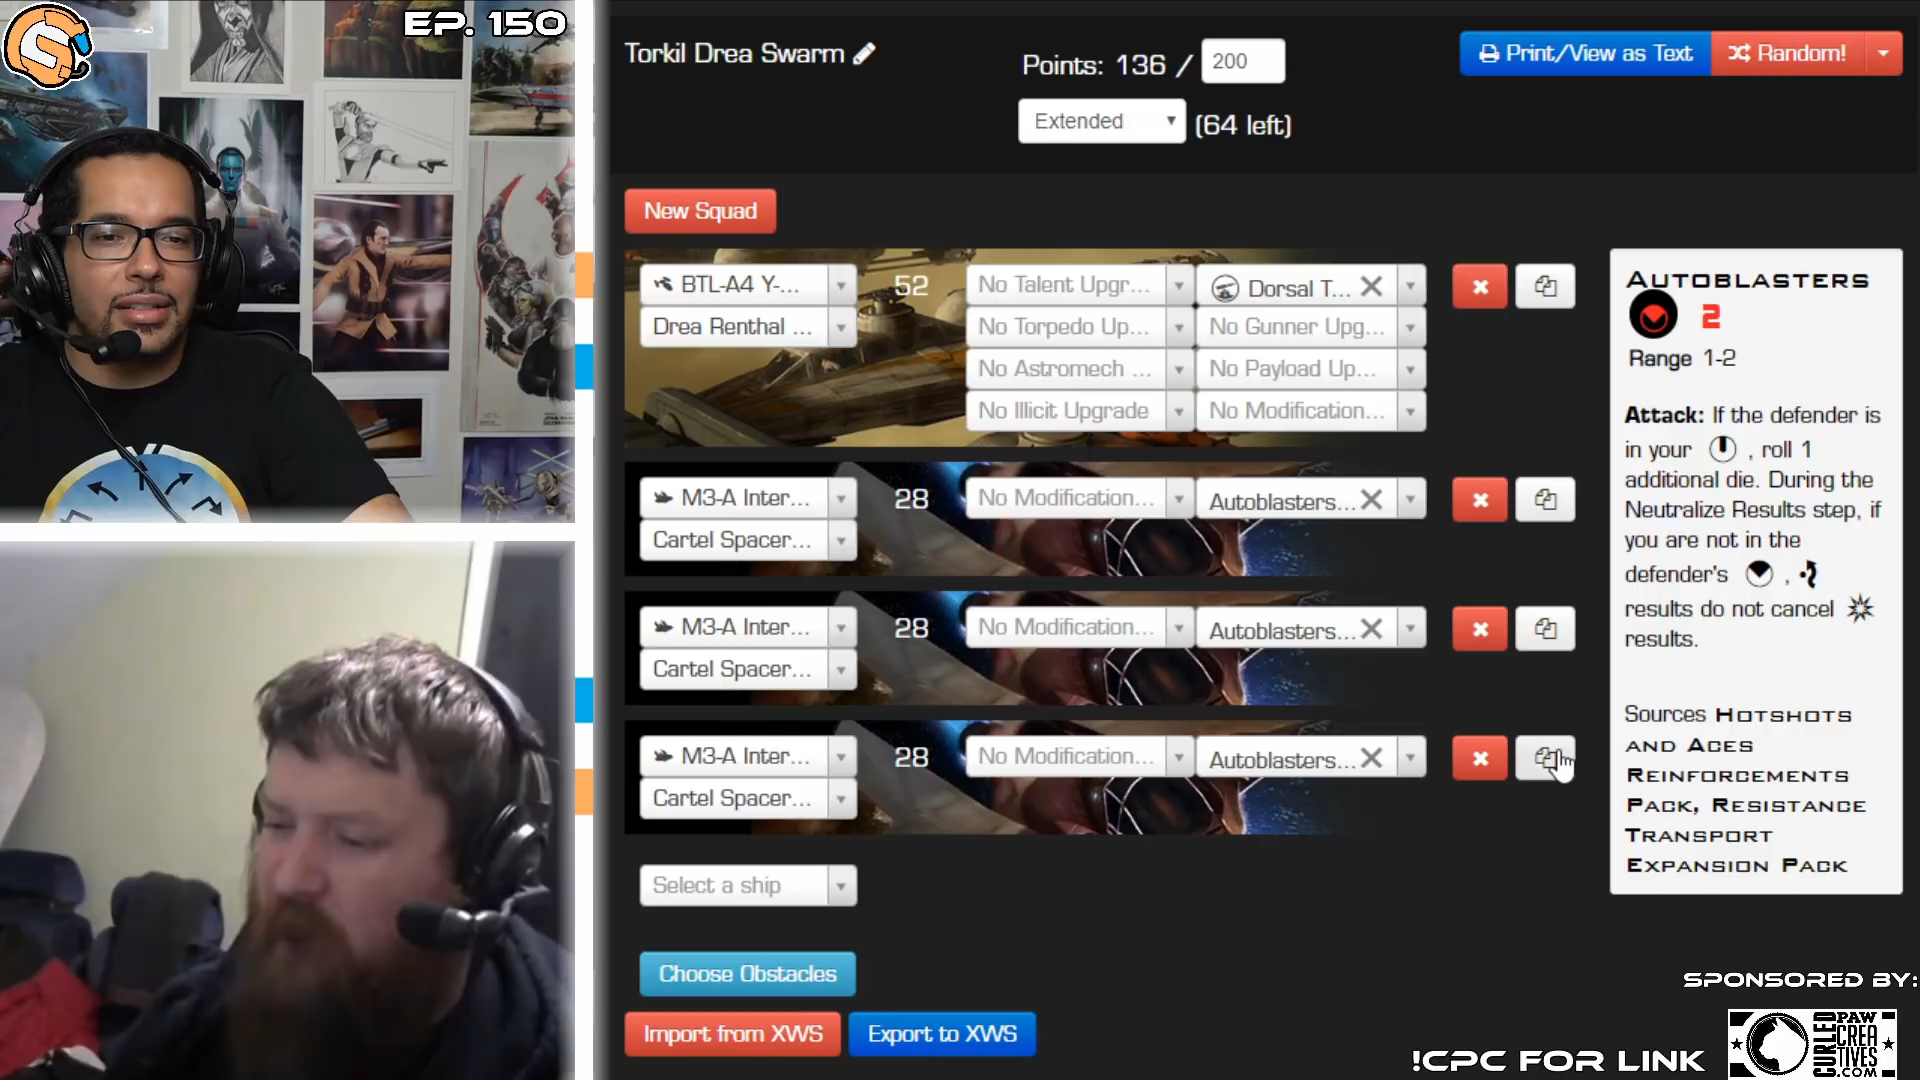 EP. 150
Torkil Drea Swarm
Points: 136 / 200
Extended
(64 left)
Print/View as Text
Random!
New Squad
BTL-A4 Y-...
52
No Talent Upgr...
Dorsal T...
Drea Renthal ...
No Torpedo Up...
No Gunner Upg...
No Astromech ...
No Payload Up...
No Illicit Upgrade
No Modification...
M3-A Inter...
28
No Modification...
Autoblasters...
Cartel Spacer...
M3-A Inter...
28
No Modification...
Autoblasters...
Cartel Spacer...
M3-A Inter...
28
No Modification...
Autoblasters...
Cartel Spacer...
Select a ship
Choose Obstacles
Import from XWS
Export to XWS
AUTOBLASTERS
2
Range 1-2
Attack: If the defender is
in your , roll 1
additional die. During the
Neutralize Results step, if
you are not in the
defender's ,
results do not cancel
results.
Sources HOTSHOTS
AND ACES
REINFORCEMENTS
PACK, RESISTANCE
TRANSPORT
EXPANSION PACK
SPONSORED BY:
!CPC FOR LINK
CURLED
PAW
CREA
TIVES
.COM